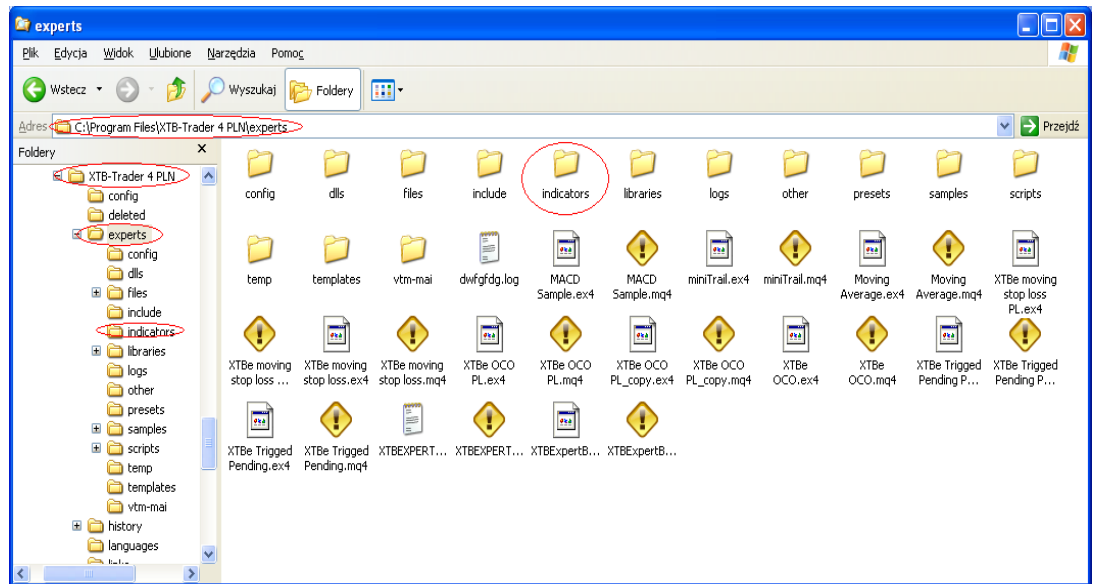 experts
Plik Edycja Widok Ulubione Narzędzia Pomoc
Wstecz Wyszukaj Foldery
Adres C:\Program Files\XTB-Trader 4 PLN\experts Przejdź
Foldery x
XTB-Trader 4 PLN
config
deleted
experts
config
dlls
files
include
indicators
libraries
logs
other
presets
samples
scripts
temp
templates
vtm-mai
history
languages
config dlls files include indicators libraries logs other presets samples scripts
temp templates vtm-mai dwfgfdg.log MACD MACD miniTrail.ex4 miniTrail.mq4 Moving Moving XTBe moving
Sample.ex4 Sample.mq4 Average.ex4 Average.mq4 stop loss
PL.ex4
XTBe moving XTBe moving XTBe moving XTBe OCO XTBe OCO XTBe OCO XTBe OCO XTBe XTBe XTBe Trigged XTBe Trigged
stop loss ... stop loss.ex4 stop loss.mq4 PL.ex4 PL.mq4 PL_copy.ex4 PL_copy.mq4 OCO.ex4 OCO.mq4 Pending P... Pending P...
XTBe Trigged XTBe Trigged XTBEXPERT... XTBEXPERT... XTBExpertB... XTBExpertB...
Pending.ex4 Pending.mq4